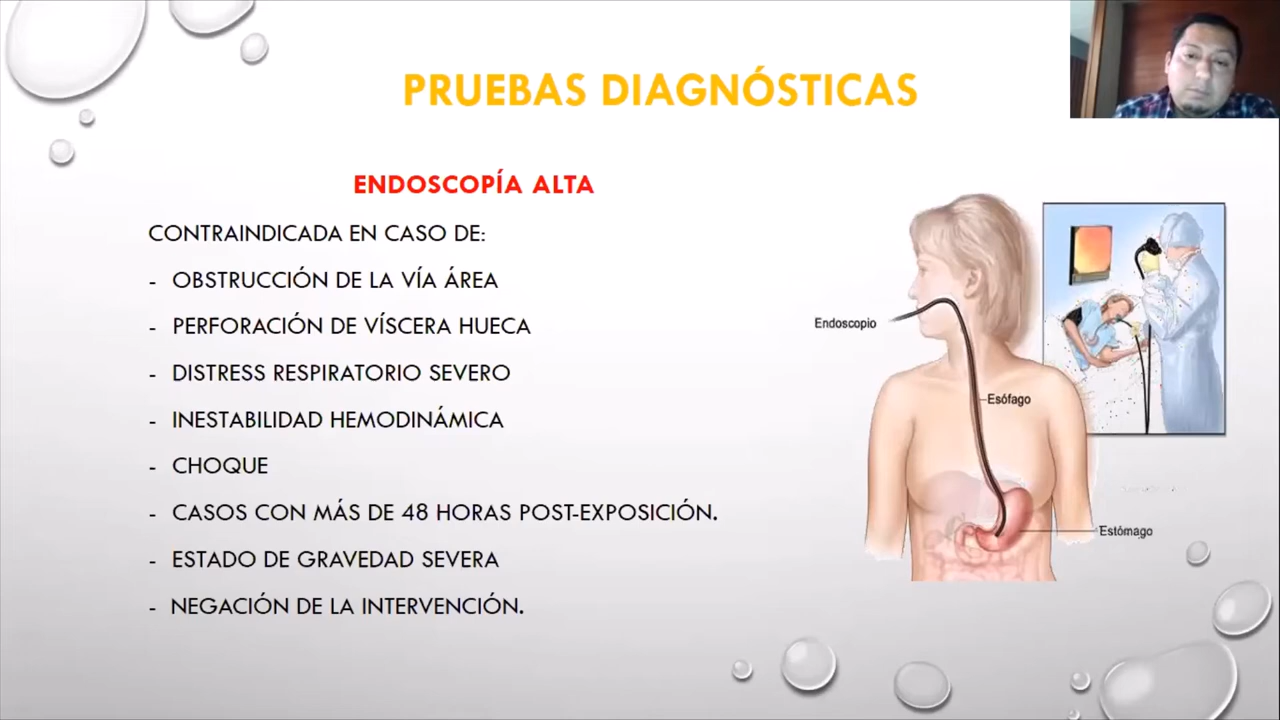 PRUEBAS DIAGNÓSTICAS
ENDOSCOPÍA ALTA
CONTRAINDICADA EN CASO DE:
- OBSTRUCCIÓN DE LA VÍA ÁREA
- PERFORACIÓN DE VÍSCERA HUECA
- DISTRESS RESPIRATORIO SEVERO
- INESTABILIDAD HEMODINÁMICA
- CHOQUE
- CASOS CON MÁS DE 48 HORAS POST-EXPOSICIÓN.
- ESTADO DE GRAVEDAD SEVERA
- NEGACIÓN DE LA INTERVENCIÓN.
Endoscopio
Esófago
Estómago